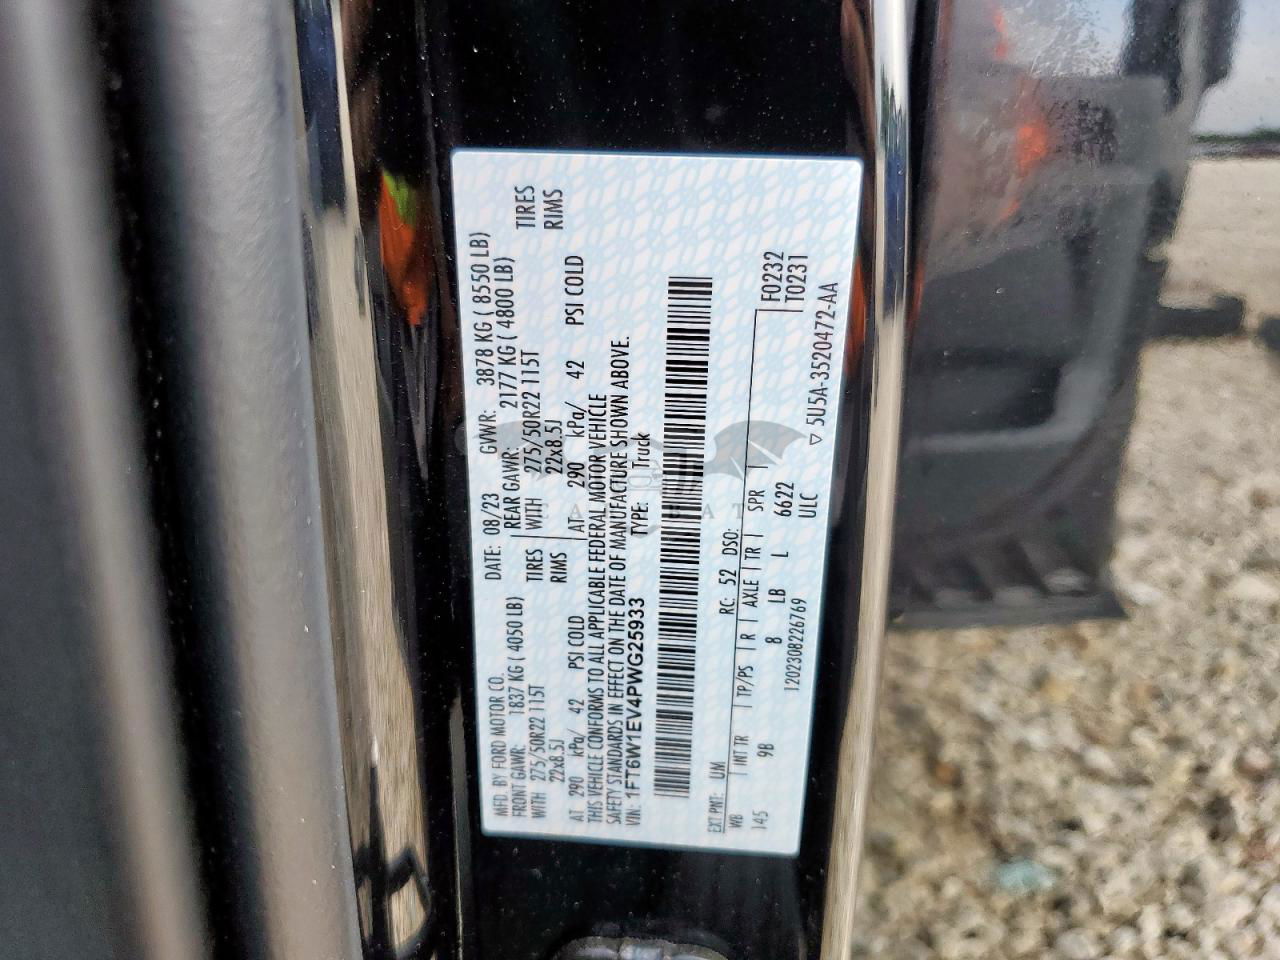 MFD. BY FORD MOTOR CO.
DATE: 08/23 GVWR: 3878 KG ( 8550 LB)
FRONT GAWR: 1837 KG ( 4050 LB)
REAR GAWR: 2177 KG ( 4800 LB)
WITH 275/50R22 115T TIRES
WITH 275/50R22 115T TIRES
22x8.5J RIMS
22x8.5J RIMS
AT 290 kPa/ 42 PSI COLD
AT 290 kPa/ 42 PSI COLD
THIS VEHICLE CONFORMS TO ALL APPLICABLE FEDERAL MOTOR VEHICLE
SAFETY STANDARDS IN EFFECT ON THE DATE OF MANUFACTURE SHOWN ABOVE.
VIN: 1FT6W1EV4PWG25933 TYPE: Truck
CARBAT
EXT PNT: UM RC: 52 DSO:
WB INT TR TP/PS R AXLE TR SPR
F0232
T0231
145 9B 8 LB L 6622
ULC
1202308226769
▽ 5U5A-3520472-AA